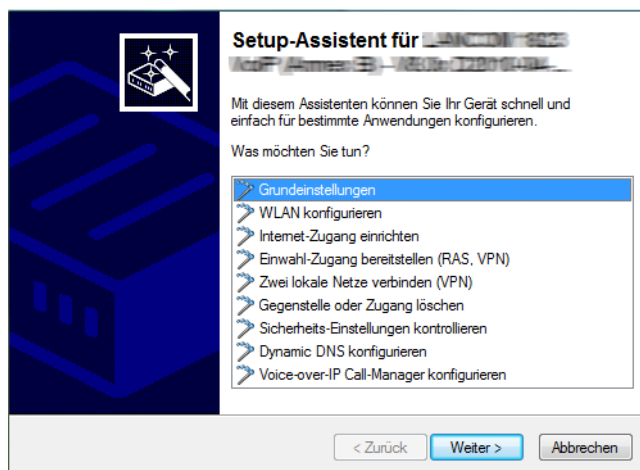 Setup-Assistent für
Mit diesem Assistenten können Sie Ihr Gerät schnell und
einfach für bestimmte Anwendungen konfigurieren.
Was möchten Sie tun?
Grundeinstellungen
WLAN konfigurieren
Internet-Zugang einrichten
Einwahl-Zugang bereitstellen (RAS, VPN)
Zwei lokale Netze verbinden (VPN)
Gegenstelle oder Zugang löschen
Sicherheits-Einstellungen kontrollieren
Dynamic DNS konfigurieren
Voice-over-IP Call-Manager konfigurieren
< Zurück Weiter > Abbrechen